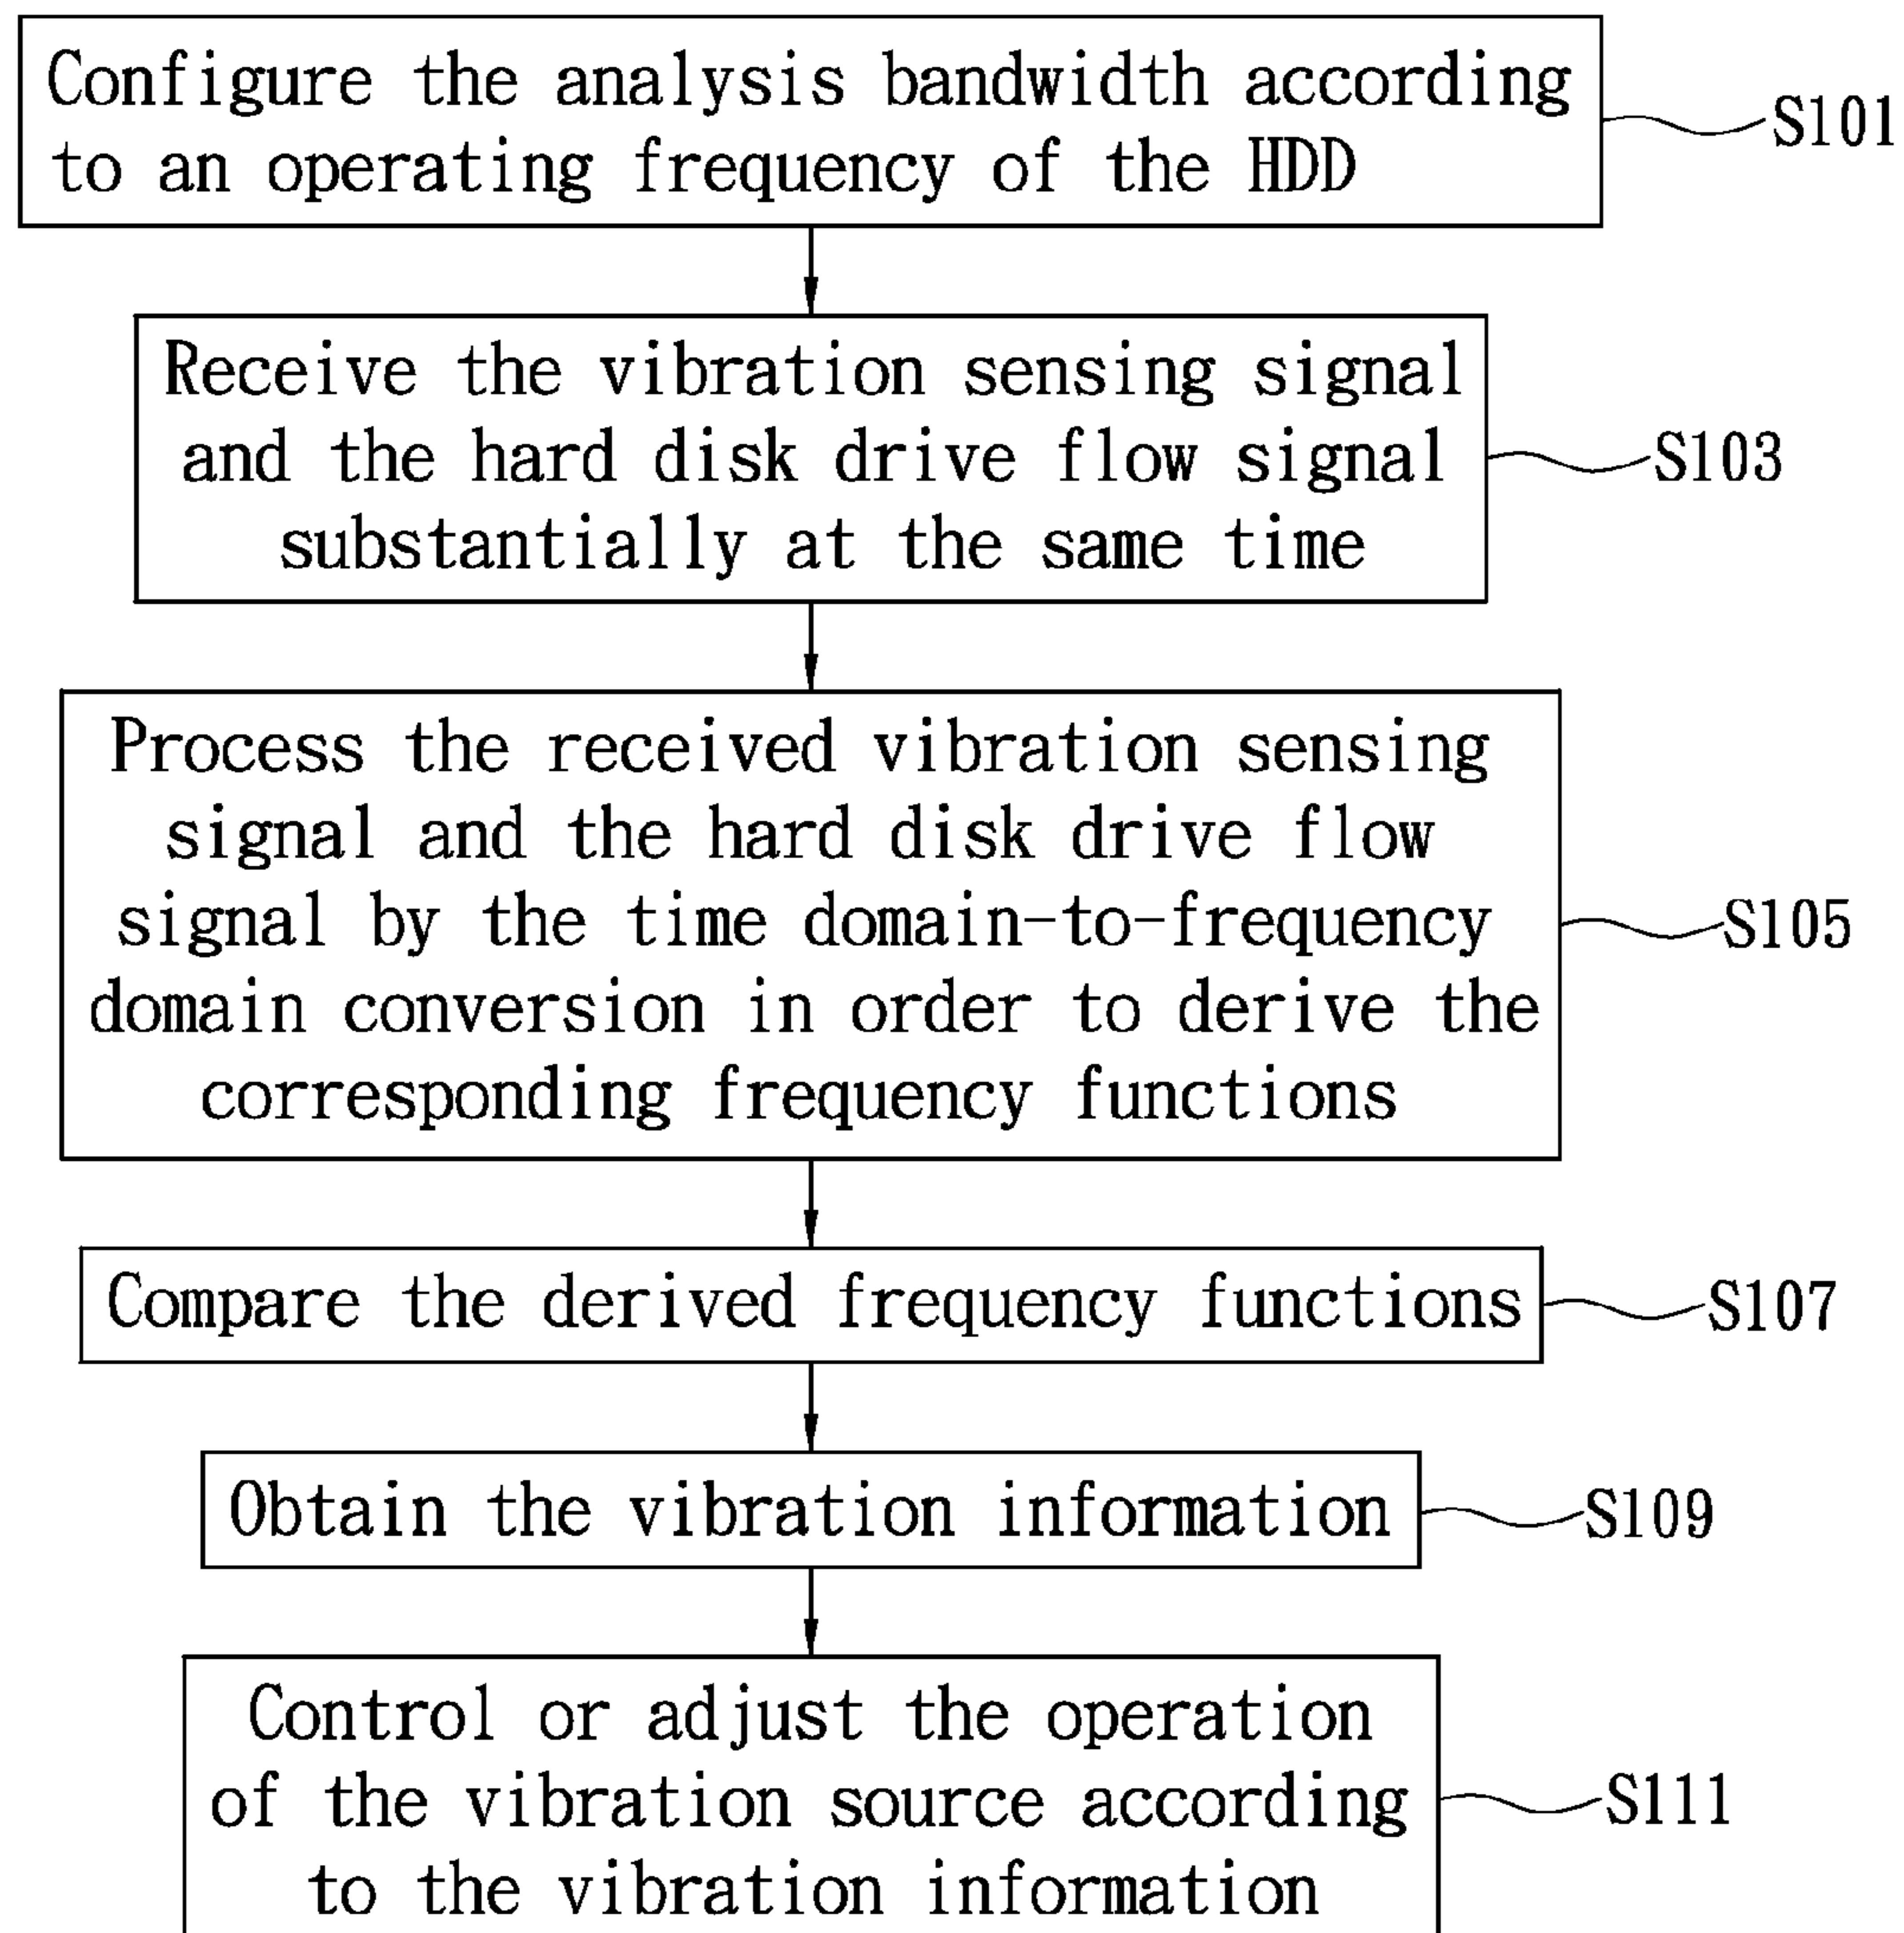 Configure the analysis bandwidth according
to an operating frequency of the HDD
S101
Receive the vibration sensing signal
and the hard disk drive flow signal
substantially at the same time
S103
Process the received vibration sensing
signal and the hard disk drive flow
signal by the time domain-to-frequency
domain conversion in order to derive the
corresponding frequency functions
S105
Compare the derived frequency functions
S107
Obtain the vibration information
S109
Control or adjust the operation
of the vibration source according
to the vibration information
S111